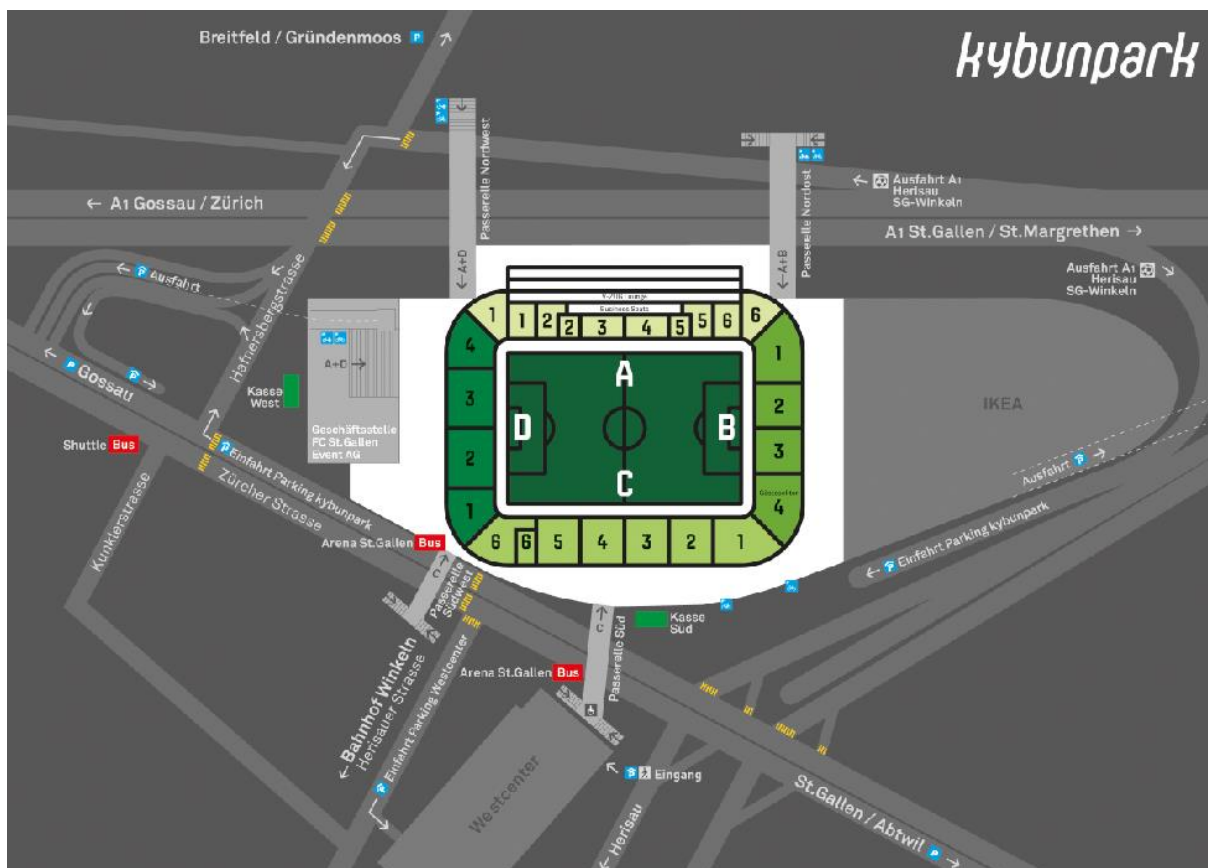 kybunpark
Breitfeld / Gründenmoos P
Passerelle Nordwest
Passerelle Nordost
← A1 Gossau / Zürich
Ausfahrt A1
Herisau
SG-Winkeln
A1 St.Gallen / St.Margrethen →
←A+D
←A+B
Ausfahrt A1
Herisau
SG-Winkeln
Ausfahrt
Hafnersbergstrasse
Business Seats
1 1 2 2 3 4 5 5 6 6
4
3
2
1
1
2
3
4
A
D
B
C
6 6 5 4 3 2 1
A+D →
Kasse
West
Geschäftsstelle
FC St.Gallen
Event AG
IKEA
P Gossau
Shuttle Bus
Einfahrt Parking kybunpark
Zürcher Strasse
Kunklerstrasse
Ausfahrt P
Einfahrt Parking kybunpark
Arena St.Gallen Bus
C
Passerelle
Südwest
C
Passerelle Süd
Kasse
Süd
Arena St.Gallen Bus
← Bahnhof Winkeln
Herisauer Strasse
Einfahrt Parking Westcenter
Westcenter
P Eingang
← Herisau
St.Gallen / Abtwil P